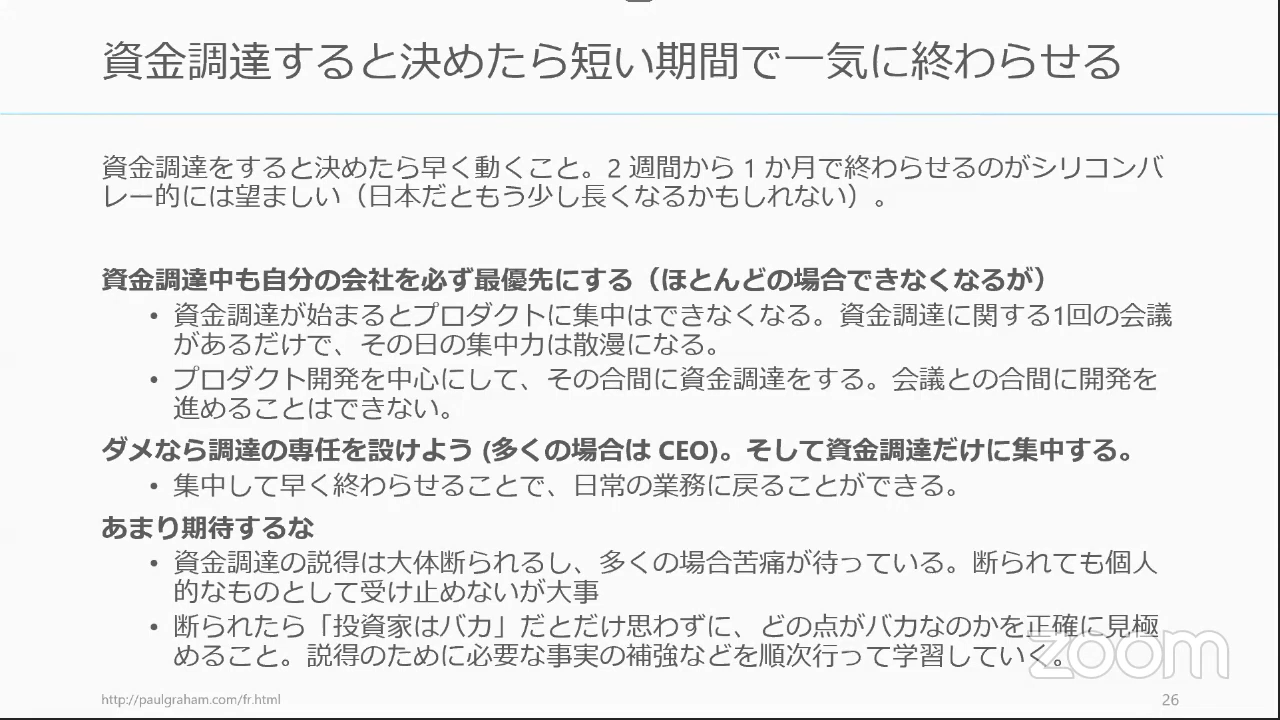 資金調達すると決めたら短い期間で一気に終わらせる
資金調達をすると決めたら早く動くこと。2 週間から 1 か月で終わらせるのがシリコンバ
レー的には望ましい（日本だともう少し長くなるかもしれない）。
資金調達中も自分の会社を必ず最優先にする（ほとんどの場合できなくなるが）
• 資金調達が始まるとプロダクトに集中はできなくなる。資金調達に関する1回の会議
があるだけで、その日の集中力は散漫になる。
• プロダクト開発を中心にして、その合間に資金調達をする。会議との合間に開発を
進めることはできない。
ダメなら調達の専任を設けよう (多くの場合は CEO)。そして資金調達だけに集中する。
• 集中して早く終わらせることで、日常の業務に戻ることができる。
あまり期待するな
• 資金調達の説得は大体断られるし、多くの場合苦痛が待っている。断られても個人
的なものとして受け止めないが大事
• 断られたら「投資家はバカ」だとだけ思わずに、どの点がバカなのかを正確に見極
めること。説得のために必要な事実の補強などを順次行って学習していく。
zoom
http://paulgraham.com/fr.html
26